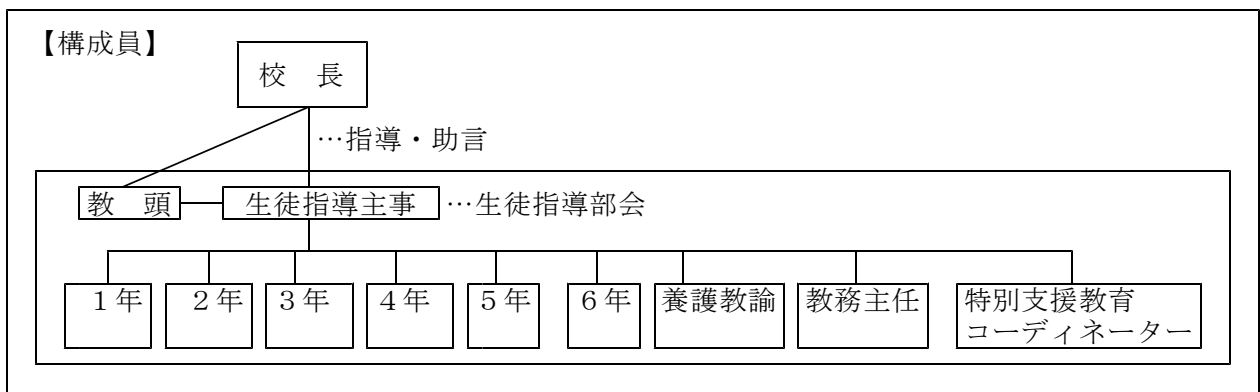 【構成員】
校　長
…指導・助言
教　頭
生徒指導主事
…生徒指導部会
１年
２年
３年
４年
５年
６年
養護教諭
教務主任
特別支援教育
コーディネーター